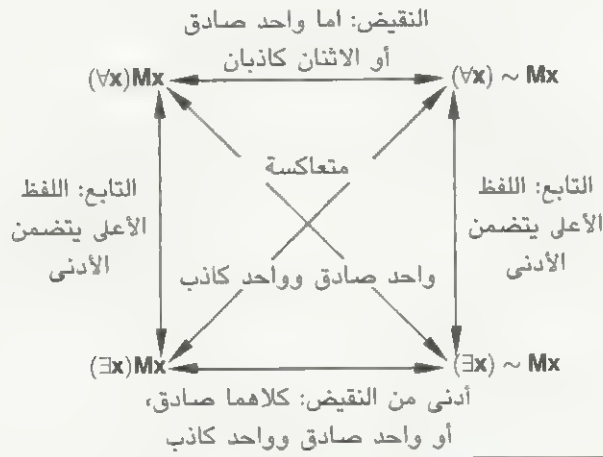 النقيض: اما واحد صادق
أو الاثنان كاذبان
(∀x)Mx
(∀x) ~ Mx
متعاكسة
التابع: اللفظ
الأعلى يتضمن
الأدنى
التابع: اللفظ
الأعلى يتضمن
الأدنى
واحد صادق وواحد كاذب
(∃x)Mx
(∃x) ~ Mx
أدنى من النقيض: كلاهما صادق،
أو واحد صادق وواحد كاذب